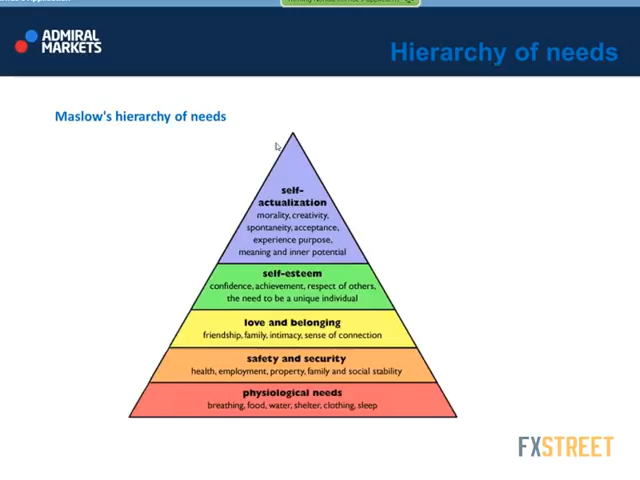 ADMIRAL
MARKETS
Hierarchy of needs
Maslow's hierarchy of needs
self-
actualization
morality, creativity,
spontaneity, acceptance,
experience purpose,
meaning and inner potential
self-esteem
confidence, achievement, respect of others,
the need to be a unique individual
love and belonging
friendship, family, intimacy, sense of connection
safety and security
health, employment, property, family and social stability
physiological needs
breathing, food, water, shelter, clothing, sleep
FXSTREET